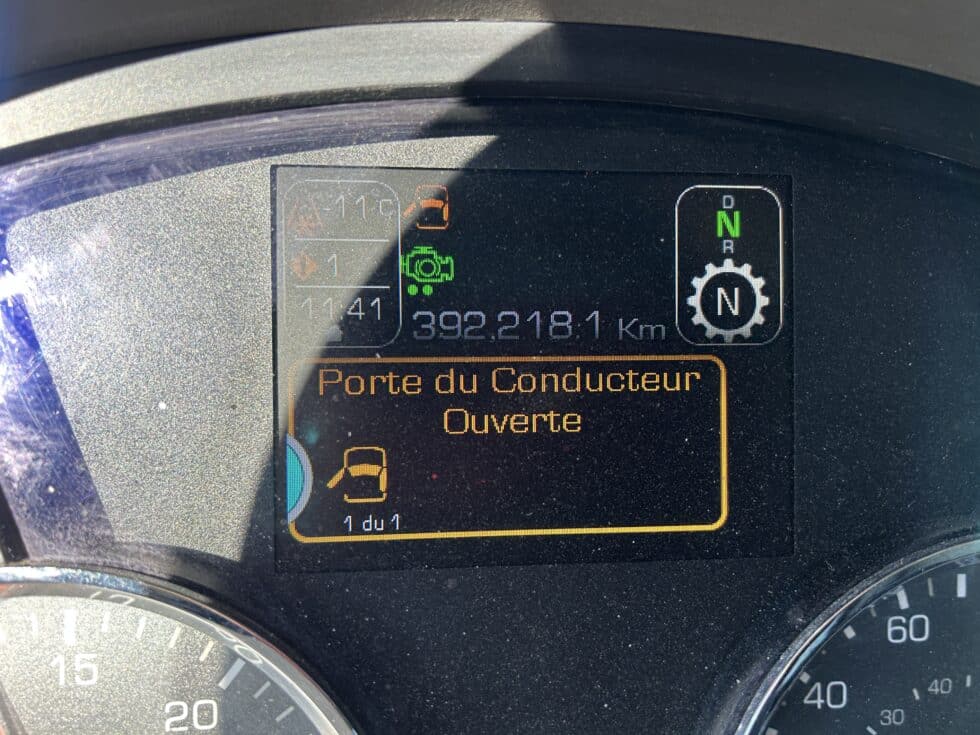 -11°C
D
N
R
1
11:41
N
392,218.1 Km
Porte du Conducteur
Ouverte
1 du 1
15
20
60
40
40
30